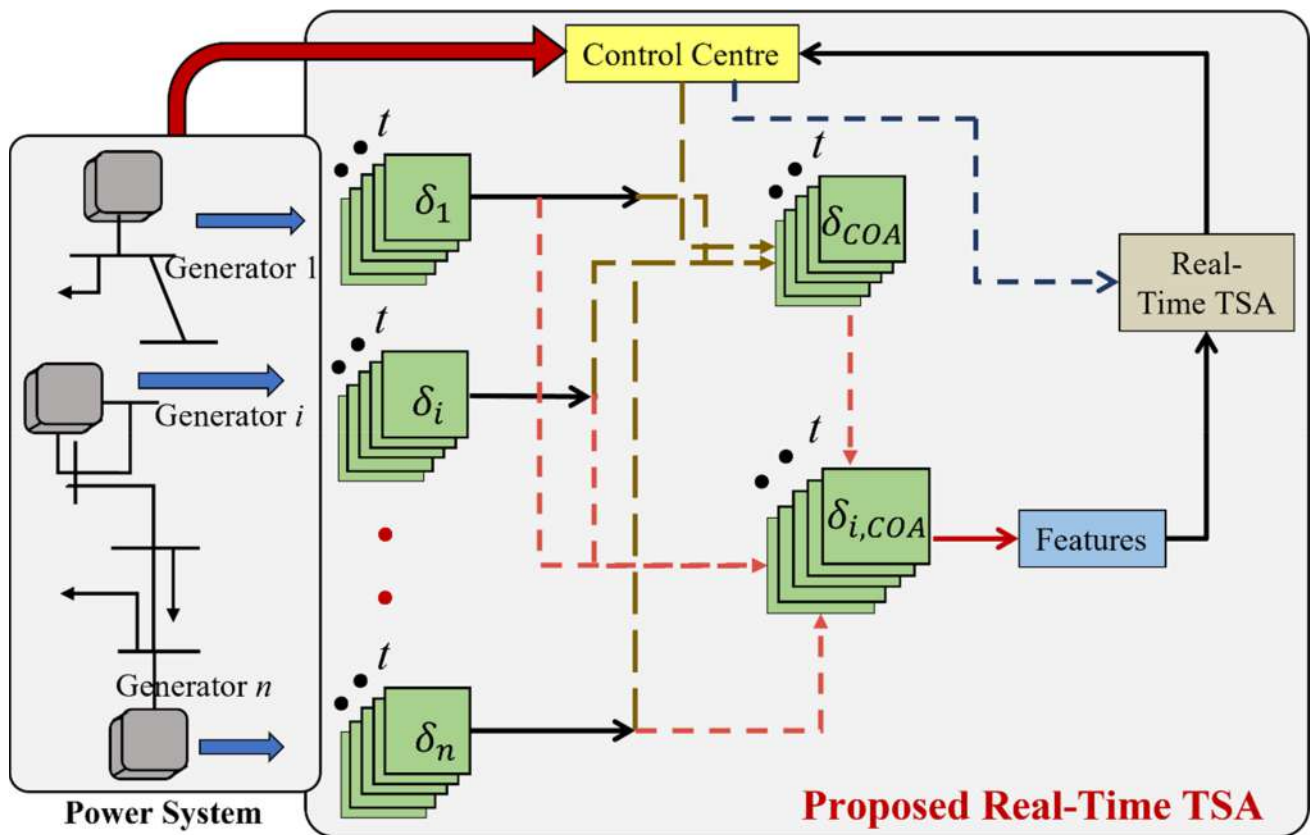 Control Centre
t
δ1
Generator 1
t
δCOA
Real-
Time TSA
t
δi
Generator i
t
δi,COA
Features
t
δn
Generator n
Power System
Proposed Real-Time TSA